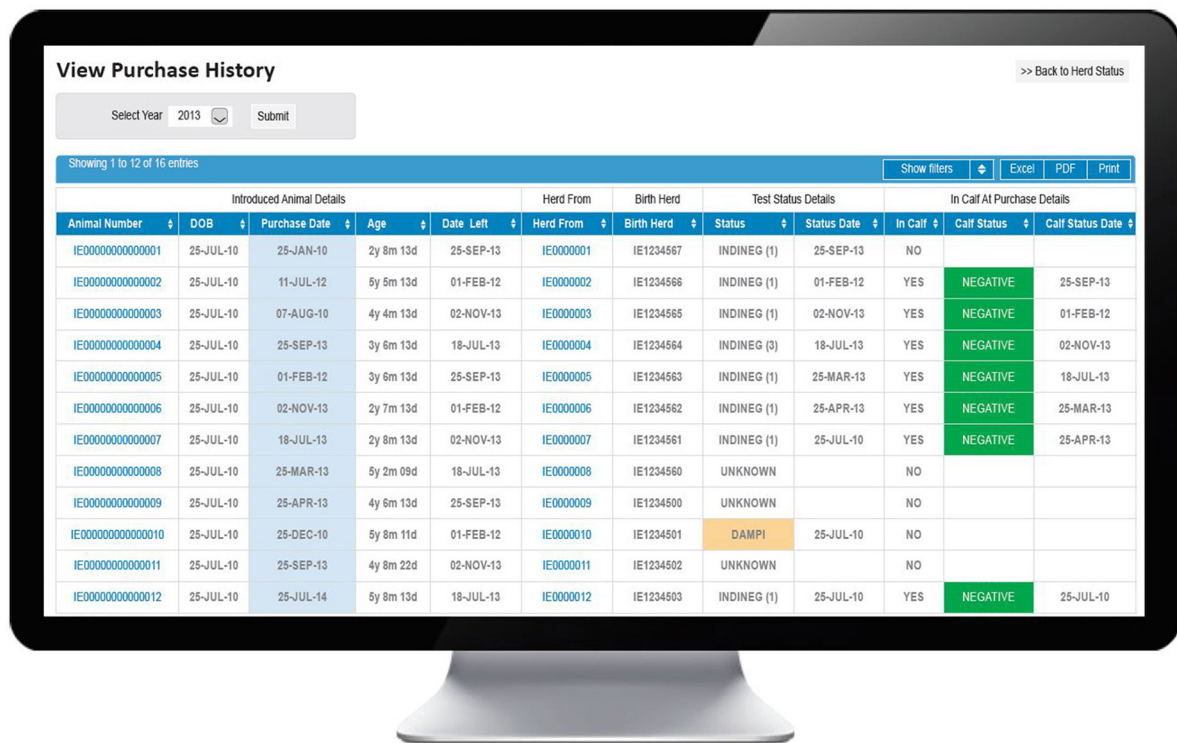 View Purchase History
>> Back to Herd Status
Select Year 2013 Submit
Showing 1 to 12 of 16 entries Show filters Excel PDF Print
Introduced Animal Details Herd From Birth Herd Test Status Details In Calf At Purchase Details
Animal Number DOB Purchase Date Age Date Left Herd From Birth Herd Status Status Date In Calf Calf Status Calf Status Date
IE00000000000001 25-JUL-10 25-JAN-10 2y 8m 13d 25-SEP-13 IE0000001 IE1234567 INDINEG (1) 25-SEP-13 NO
IE00000000000002 25-JUL-10 11-JUL-12 5y 5m 13d 01-FEB-12 IE0000002 IE1234566 INDINEG (1) 01-FEB-12 YES NEGATIVE 25-SEP-13
IE00000000000003 25-JUL-10 07-AUG-10 4y 4m 13d 02-NOV-13 IE0000003 IE1234565 INDINEG (1) 02-NOV-13 YES NEGATIVE 01-FEB-12
IE00000000000004 25-JUL-10 25-SEP-13 3y 6m 13d 18-JUL-13 IE0000004 IE1234564 INDINEG (3) 18-JUL-13 YES NEGATIVE 02-NOV-13
IE00000000000005 25-JUL-10 01-FEB-12 3y 6m 13d 25-SEP-13 IE0000005 IE1234563 INDINEG (1) 25-MAR-13 YES NEGATIVE 18-JUL-13
IE00000000000006 25-JUL-10 02-NOV-13 2y 7m 13d 01-FEB-12 IE0000006 IE1234562 INDINEG (1) 25-APR-13 YES NEGATIVE 25-MAR-13
IE00000000000007 25-JUL-10 18-JUL-13 2y 8m 13d 02-NOV-13 IE0000007 IE1234561 INDINEG (1) 25-JUL-10 YES NEGATIVE 25-APR-13
IE00000000000008 25-JUL-10 25-MAR-13 5y 2m 09d 18-JUL-13 IE0000008 IE1234560 UNKNOWN NO
IE00000000000009 25-JUL-10 25-APR-13 4y 6m 13d 25-SEP-13 IE0000009 IE1234500 UNKNOWN NO
IE000000000000010 25-JUL-10 25-DEC-10 5y 8m 11d 01-FEB-12 IE0000010 IE1234501 DAMPI 25-JUL-10 NO
IE00000000000011 25-JUL-10 25-SEP-13 4y 8m 22d 02-NOV-13 IE0000011 IE1234502 UNKNOWN NO
IE00000000000012 25-JUL-10 25-JUL-14 5y 8m 13d 18-JUL-13 IE0000012 IE1234503 INDINEG (1) 25-JUL-10 YES NEGATIVE 25-JUL-10